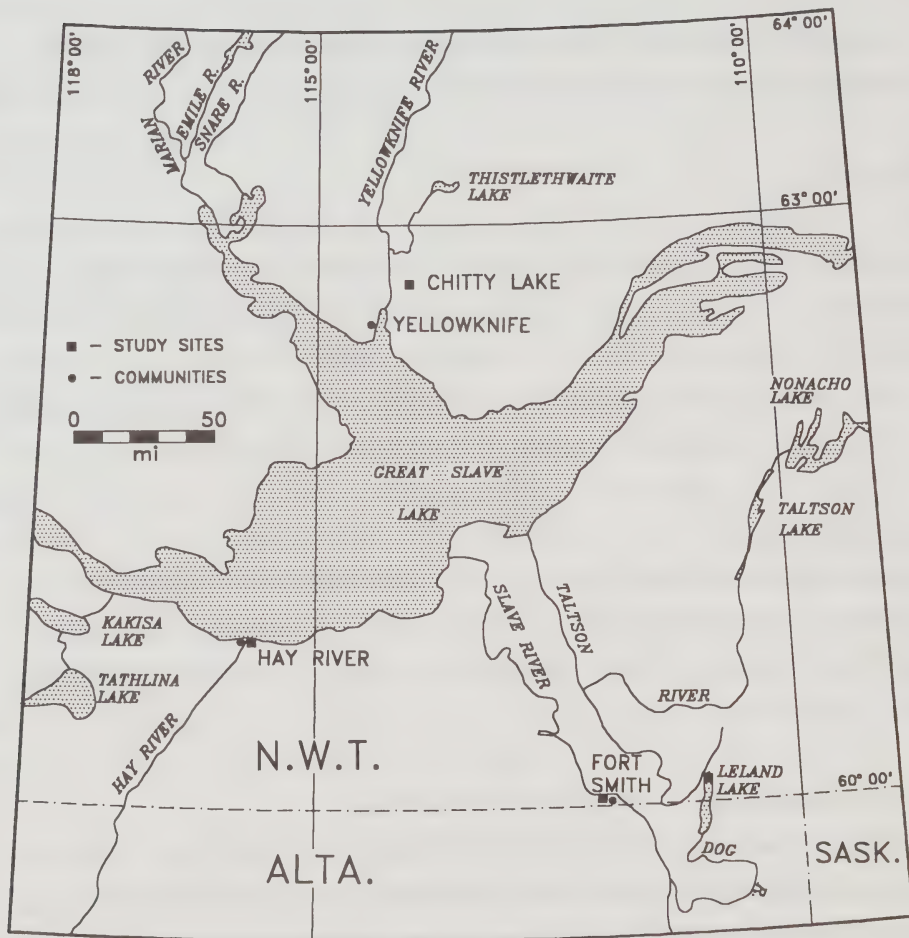 118° 00'
115° 00'
110° 00'
64° 00'
MARIAN
RIVER
EMILE R.
SNARE R.
YELLOWKNIFE RIVER
THISTLETHWAITE
LAKE
63° 00'
CHITTY LAKE
YELLOWKNIFE
■ – STUDY SITES
● – COMMUNITIES
0 50
mi
NONACHO
LAKE
GREAT SLAVE
LAKE
TALTSON
LAKE
KAKISA
LAKE
TATHLINA
LAKE
HAY RIVER
HAY RIVER
SLAVE RIVER
TALTSON
RIVER
N.W.T.
FORT
SMITH
LELAND
LAKE
60° 00'
DOG
ALTA.
SASK.